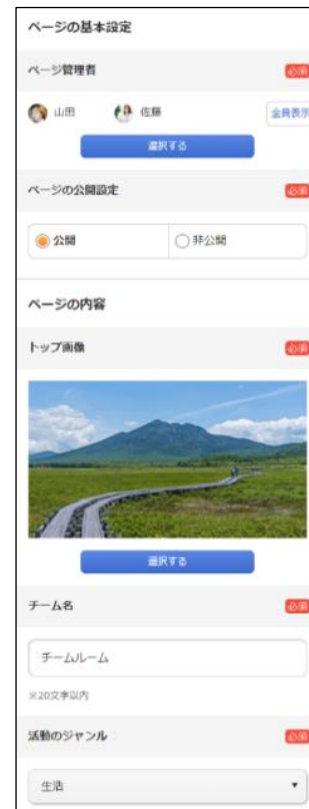 ページの基本設定
ページ管理者 必須
山田 佐藤 全員表示
選択する
ページの公開設定 必須
公開 非公開
ページの内容
トップ画像 必須
選択する
チーム名 必須
チームルーム
※20文字以内
活動のジャンル 必須
生活